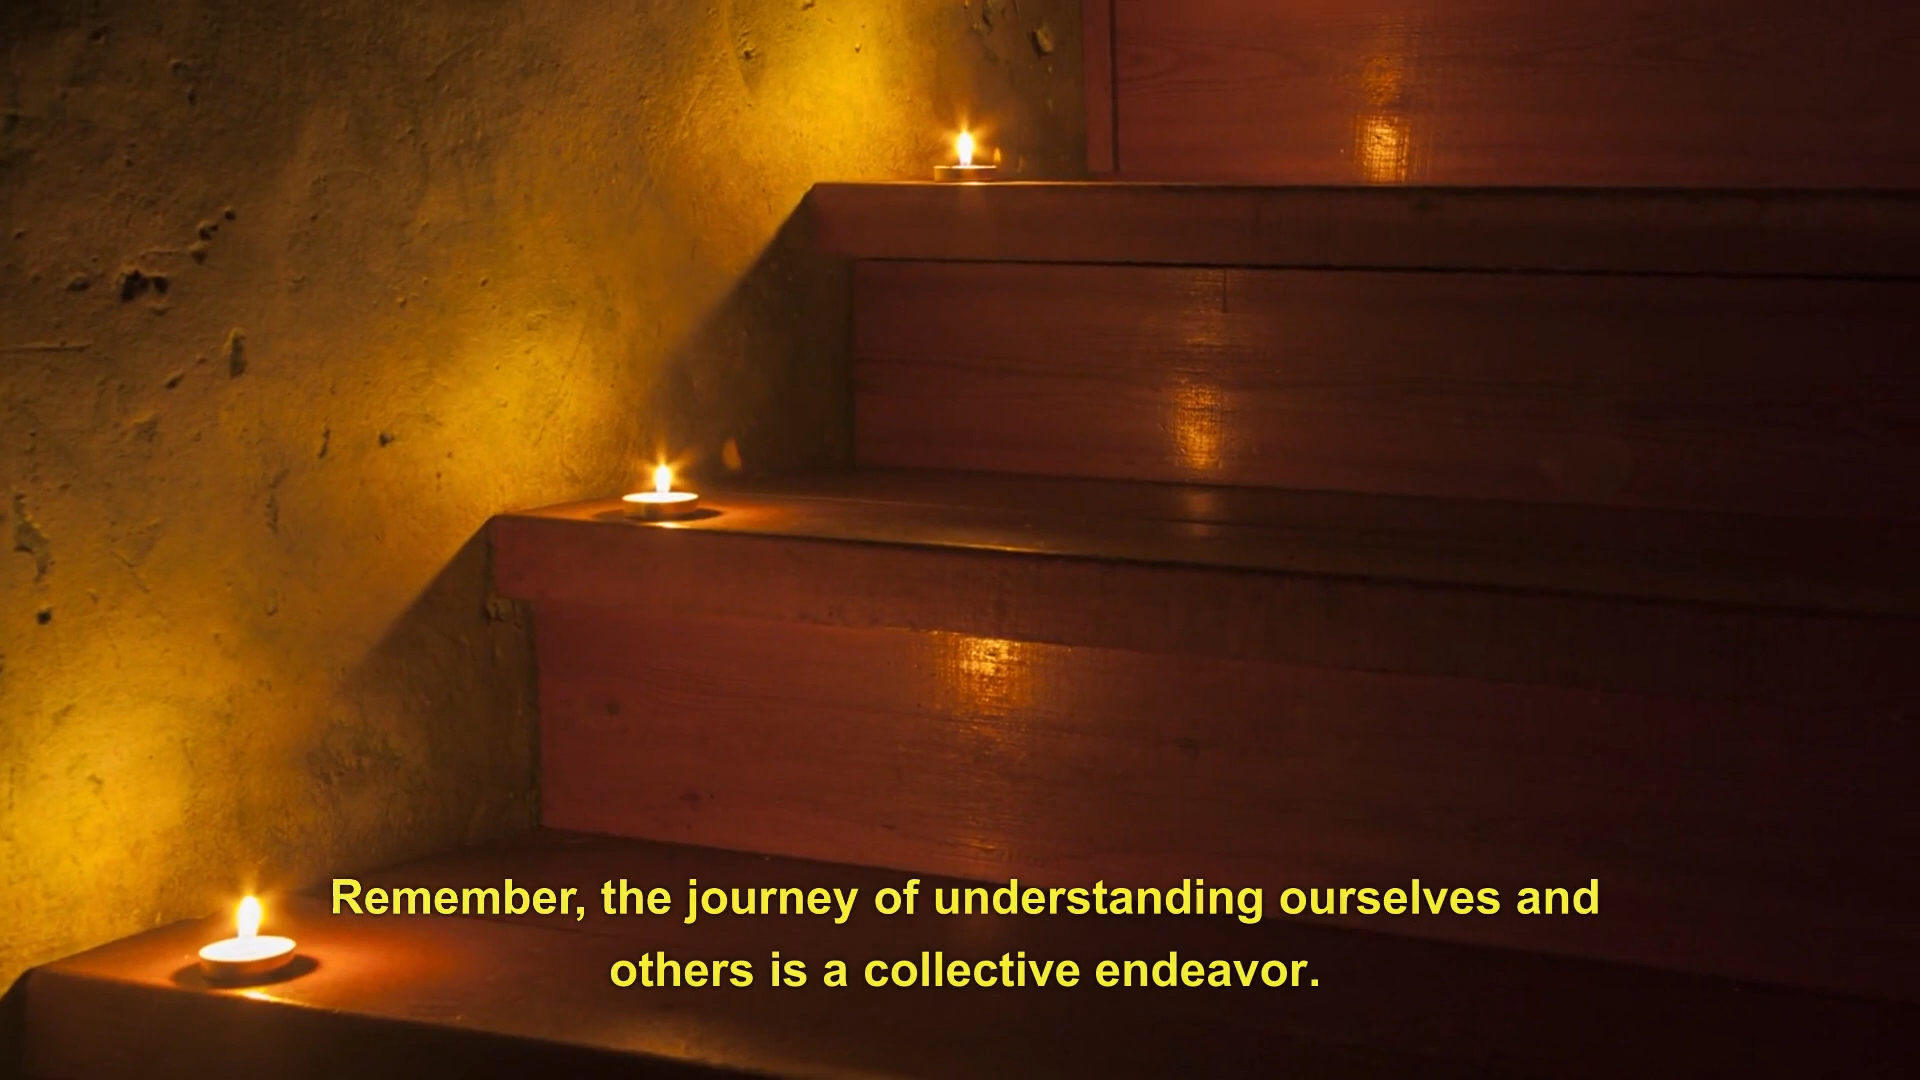 Remember, the journey of understanding ourselves and
others is a collective endeavor.